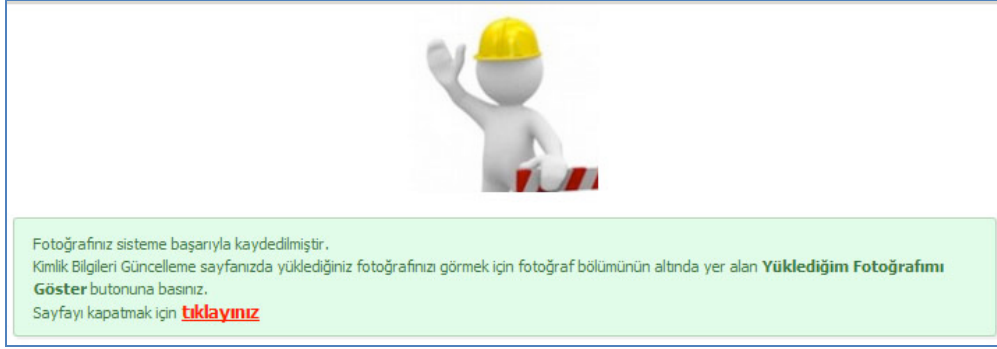 Fotoğrafınız sisteme başarıyla kaydedilmiştir.
Kimlik Bilgileri Güncelleme sayfanızda yüklediğiniz fotoğrafınızı görmek için fotoğraf bölümünün altında yer alan Yüklediğim Fotoğrafımı
Göster butonuna basınız.
Sayfayı kapatmak için tıklayınız